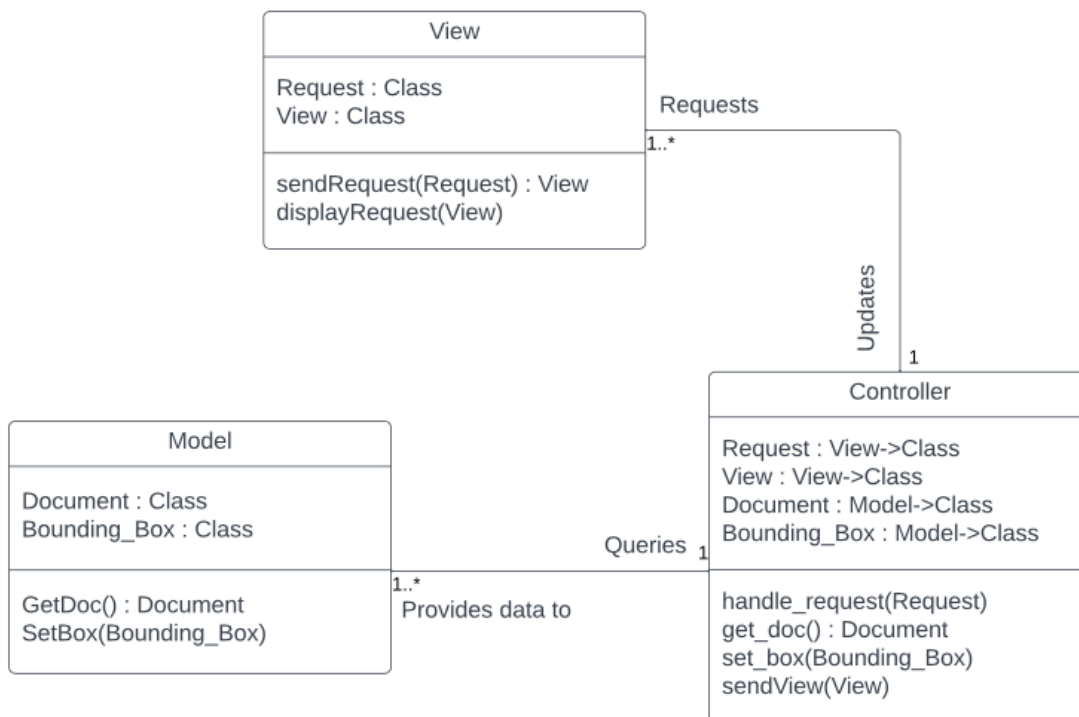 View
Request : Class
View : Class
sendRequest(Request) : View
displayRequest(View)
Requests
1..*
Updates
1
Controller
Request : View->Class
View : View->Class
Document : Model->Class
Bounding_Box : Model->Class
handle_request(Request)
get_doc() : Document
set_box(Bounding_Box)
sendView(View)
Model
Document : Class
Bounding_Box : Class
GetDoc() : Document
SetBox(Bounding_Box)
Queries
1
1..*
Provides data to